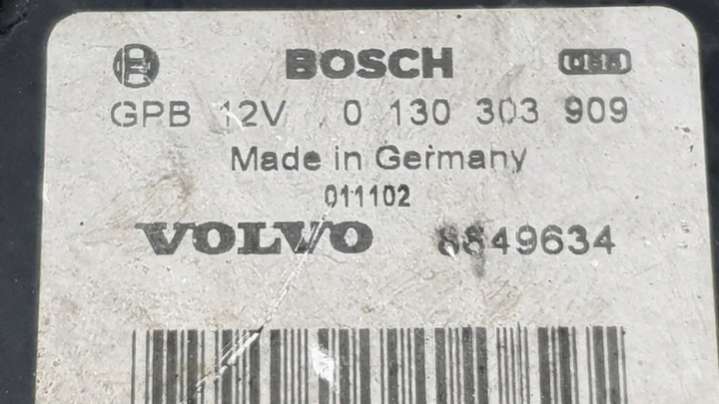 BOSCH
GPB 12V 0 130 303 909
Made in Germany
011102
VOLVO 8849634